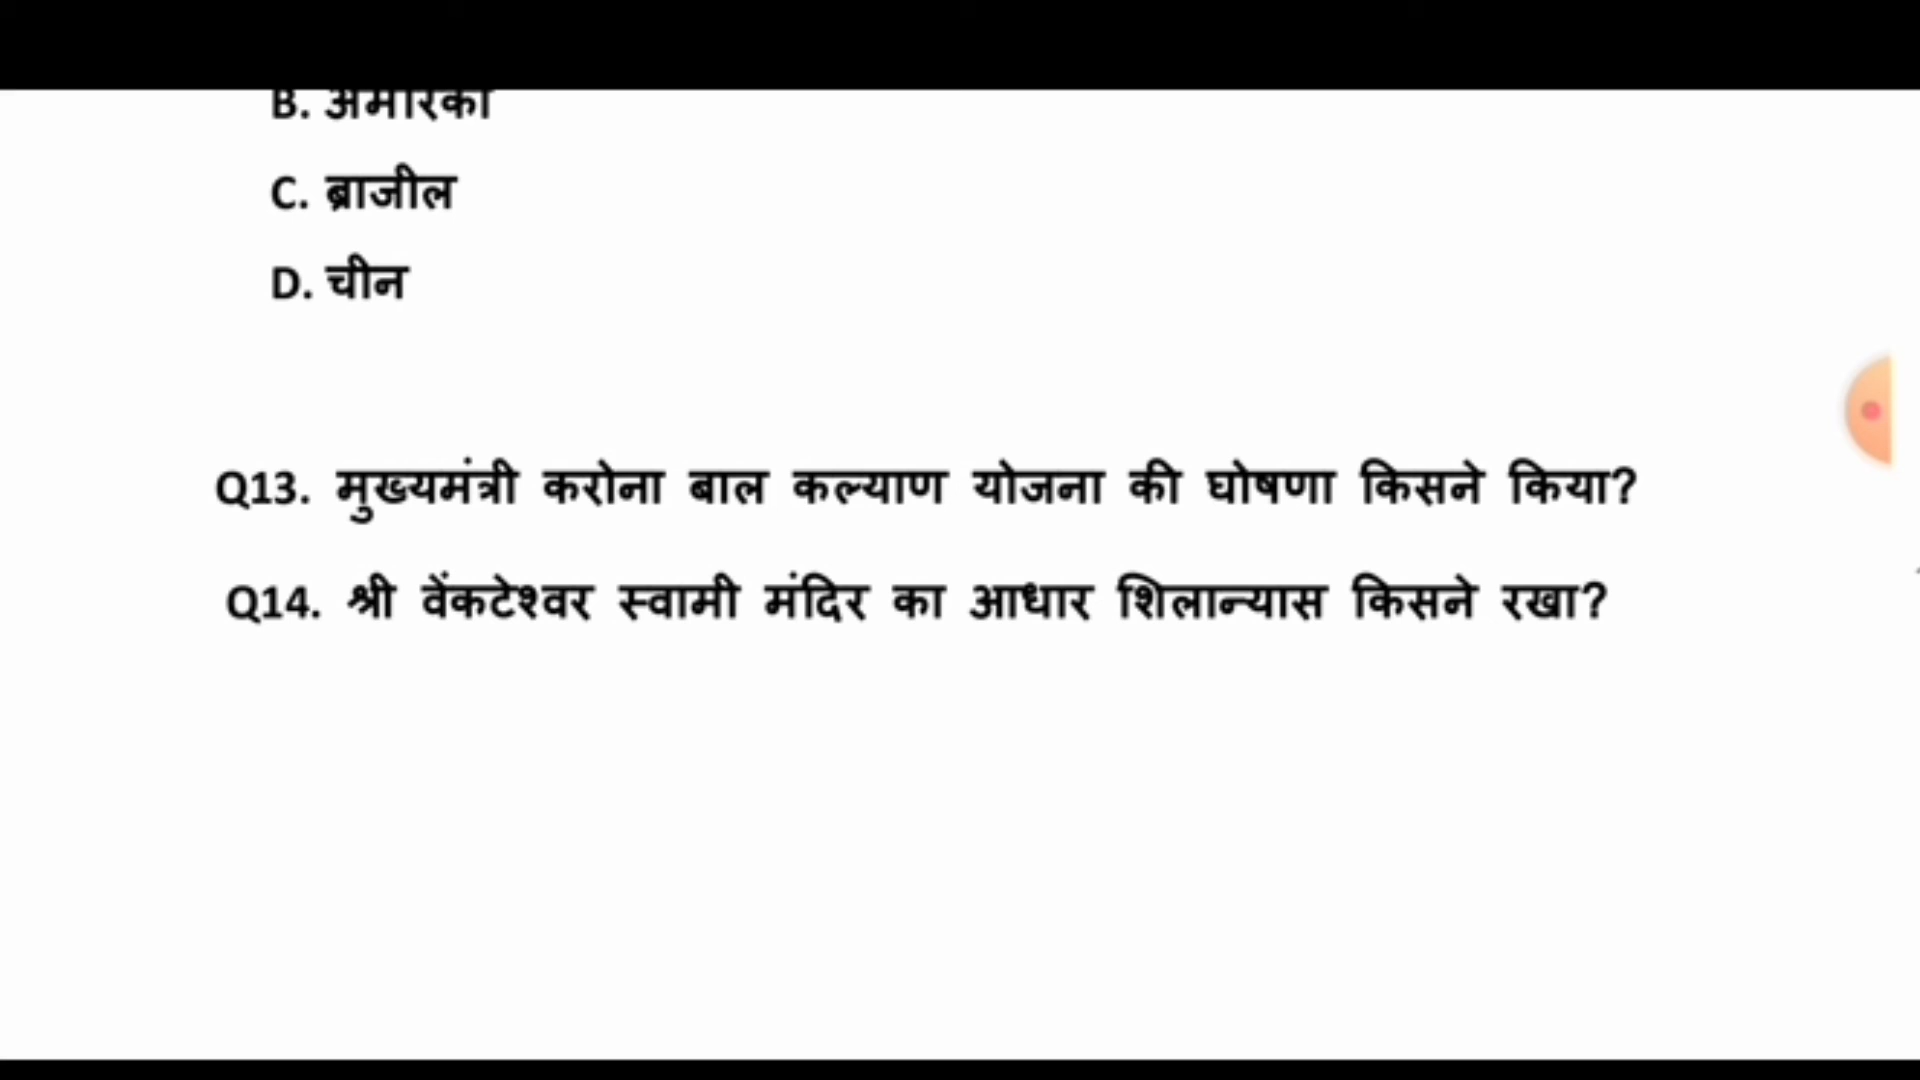 B. अमेरिका
C. ब्राजील
D. चीन
Q13. मुख्यमंत्री करोना बाल कल्याण योजना की घोषणा किसने किया?
Q14. श्री वेंकटेश्वर स्वामी मंदिर का आधार शिलान्यास किसने रखा?